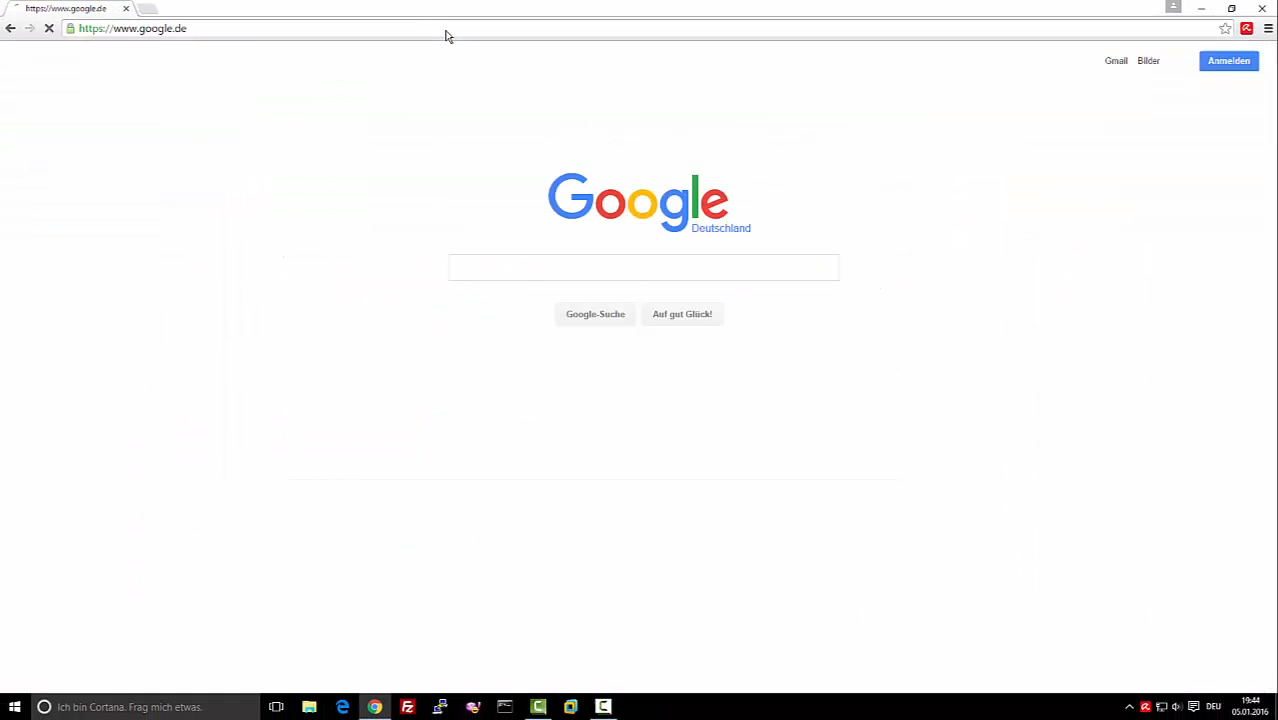 https://www.google.de
https://www.google.de
Gmail Bilder Anmelden
Google
Deutschland
Google-Suche Auf gut Glück!
Ich bin Cortana. Frag mich etwas.
DEU
19:44
05.01.2016